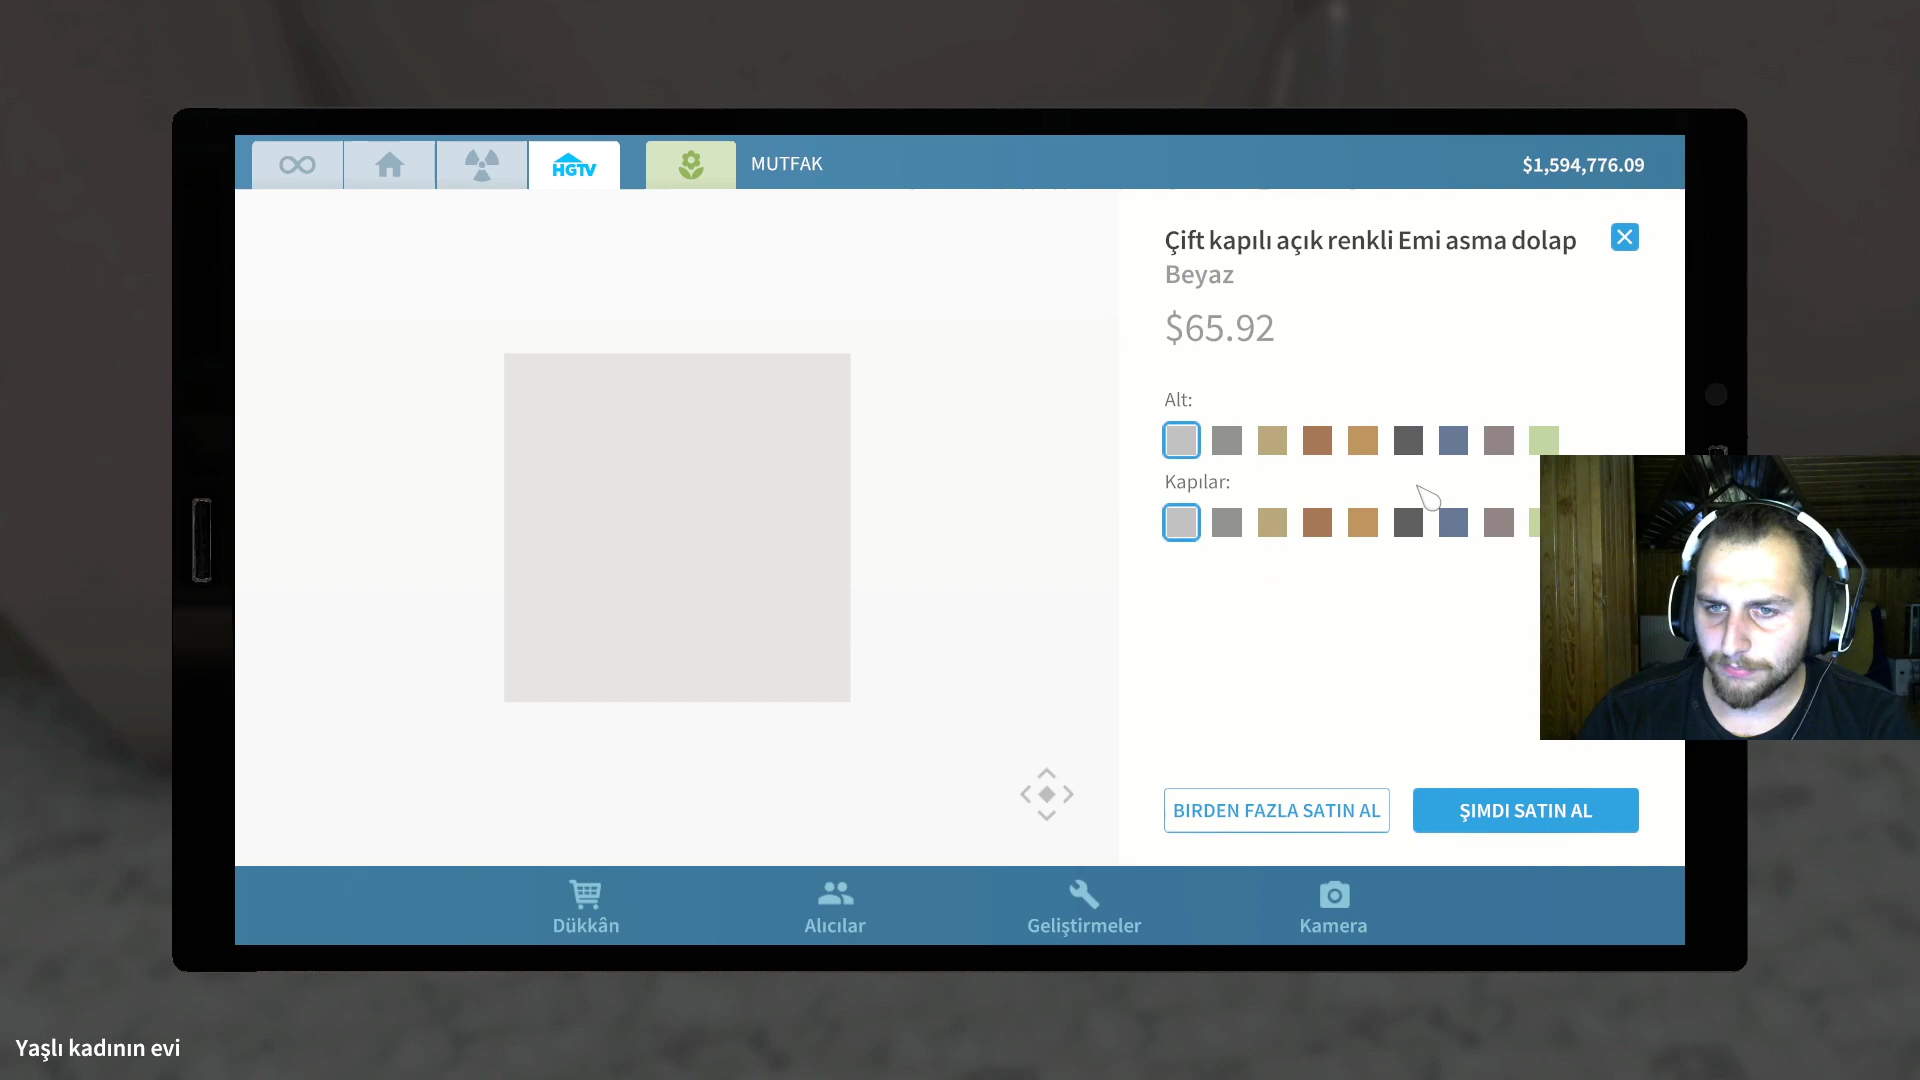 HGTV
MUTFAK
$1,594,776.09
Çift kapılı açık renkli Emi asma dolap
Beyaz
$65.92
Alt:
Kapılar:
BIRDEN FAZLA SATIN AL
ŞIMDI SATIN AL
Dükkân
Alıcılar
Geliştirmeler
Kamera
Yaşlı kadının evi